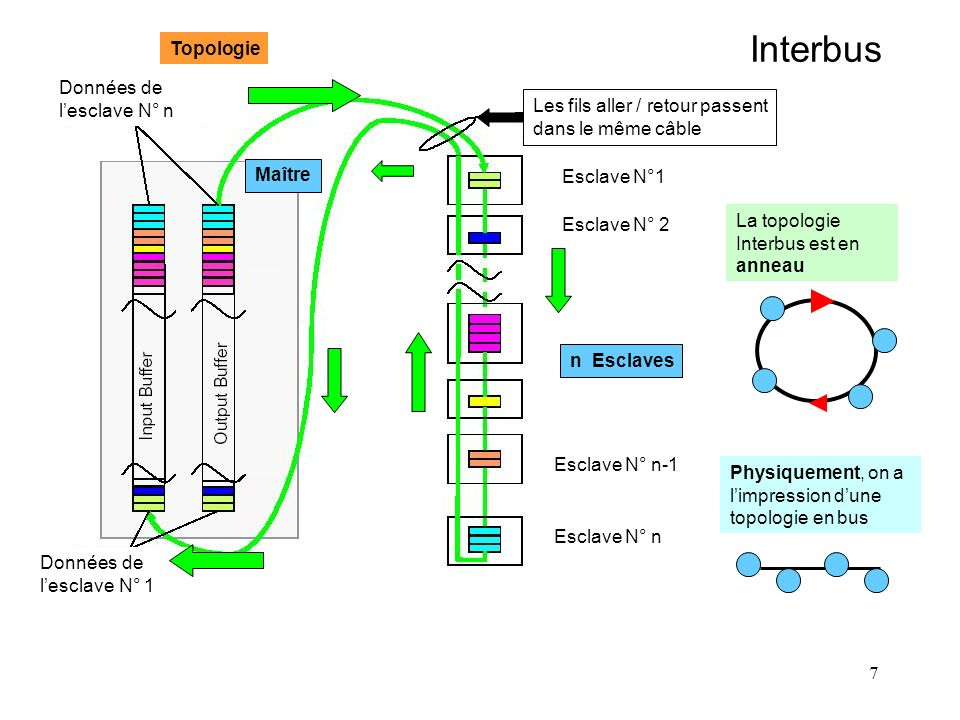 Topologie
Interbus
Données de
l’esclave N° n
Les fils aller / retour passent
dans le même câble
Maître
Esclave N°1
Esclave N° 2
La topologie
Interbus est en
anneau
n Esclaves
Input Buffer
Output Buffer
Esclave N° n-1
Physiquement, on a
l’impression d’une
topologie en bus
Esclave N° n
Données de
l’esclave N° 1
7